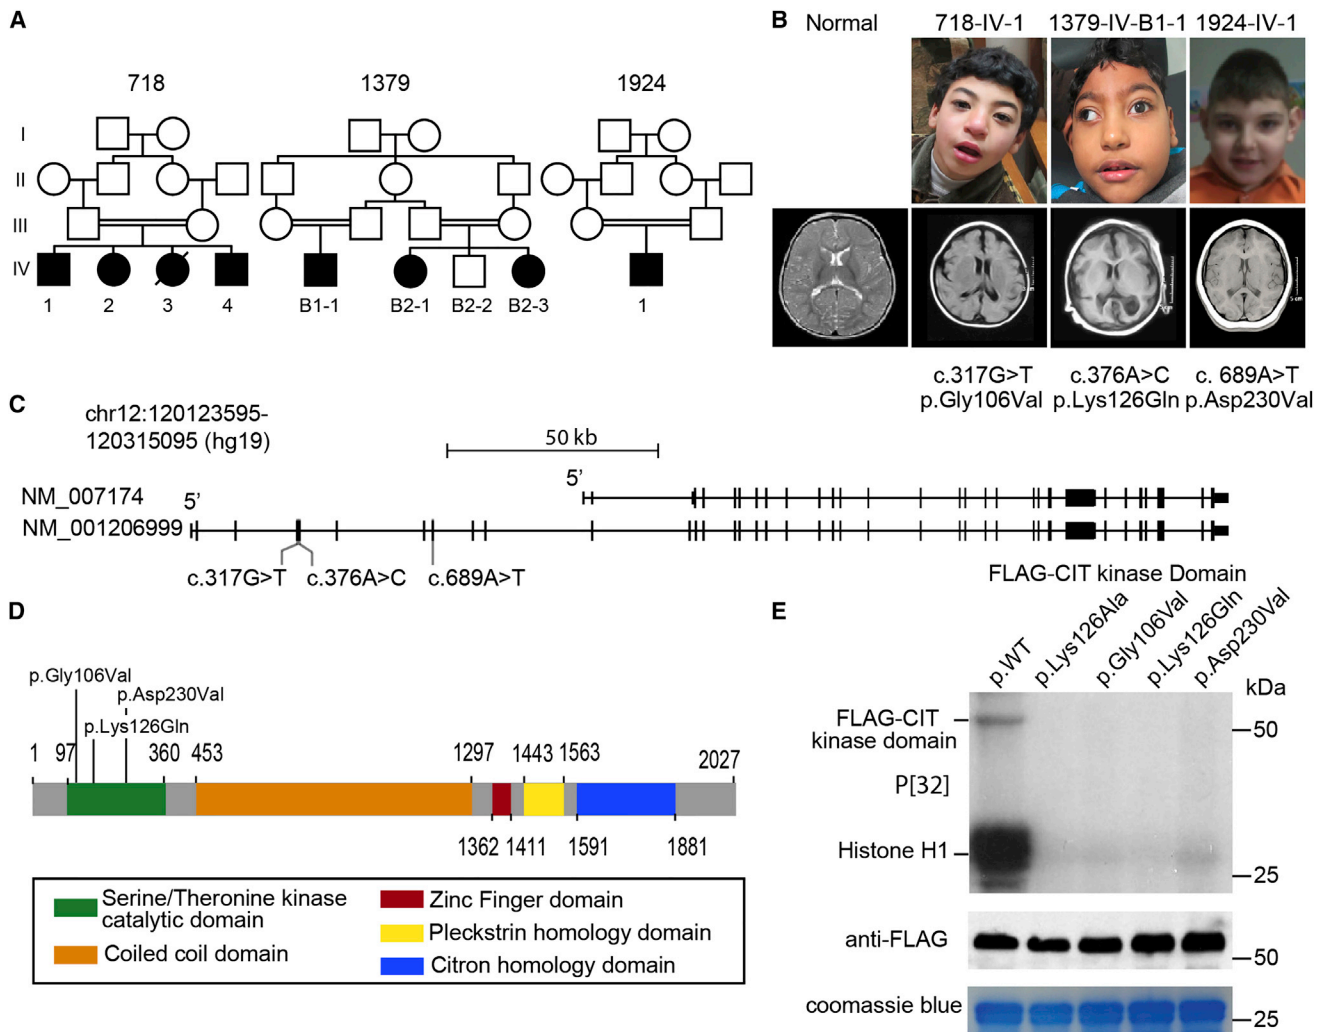 A
718
1379
1924
I
II
III
IV
1
2
3
4
B1-1
B2-1
B2-2
B2-3
1
B
Normal
718-IV-1
1379-IV-B1-1
1924-IV-1
5 cm
c.317G>T
p.Gly106Val
c.376A>C
p.Lys126Gln
c. 689A>T
p.Asp230Val
C
chr12:120123595-
120315095 (hg19)
50 kb
NM_007174
5’
NM_001206999
5’
c.317G>T
c.376A>C
c.689A>T
D
p.Gly106Val
p.Asp230Val
p.Lys126Gln
1
97
360
453
1297
1443
1563
2027
1362
1411
1591
1881
Serine/Theronine kinase
catalytic domain
Coiled coil domain
Zinc Finger domain
Pleckstrin homology domain
Citron homology domain
E
FLAG-CIT kinase Domain
p.WT
p.Lys126Ala
p.Gly106Val
p.Lys126Gln
p.Asp230Val
kDa
FLAG-CIT
kinase domain
50
P[32]
Histone H1
25
anti-FLAG
50
coomassie blue
25